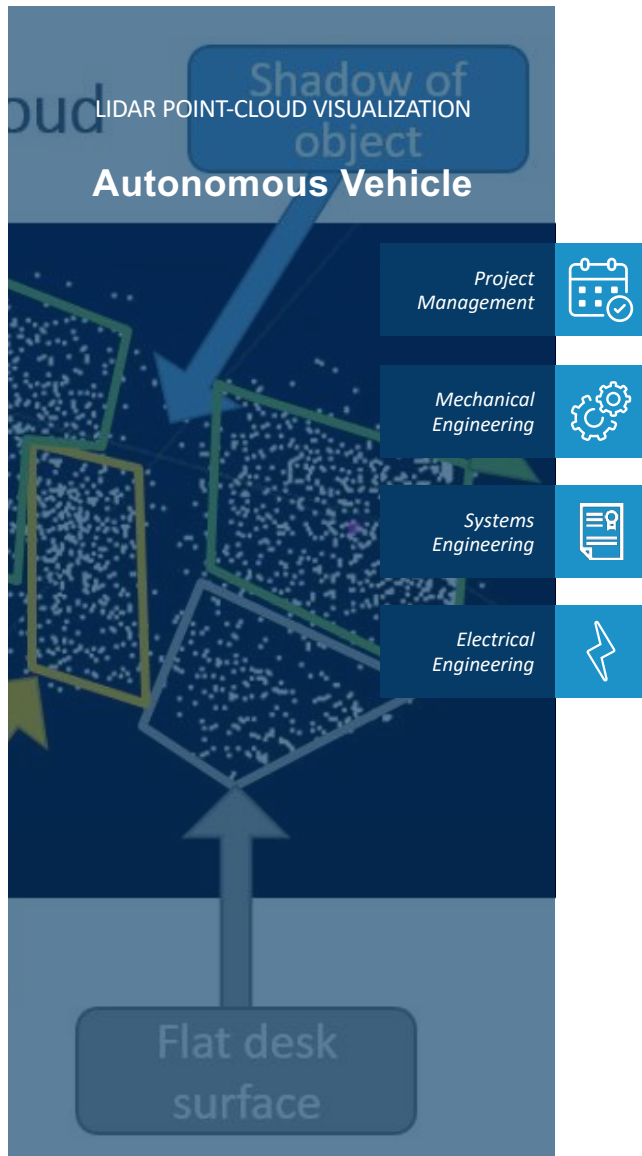 Shadow of
object
oud
LIDAR POINT-CLOUD VISUALIZATION
Autonomous Vehicle
Project
Management
Mechanical
Engineering
Systems
Engineering
Electrical
Engineering
Flat desk
surface